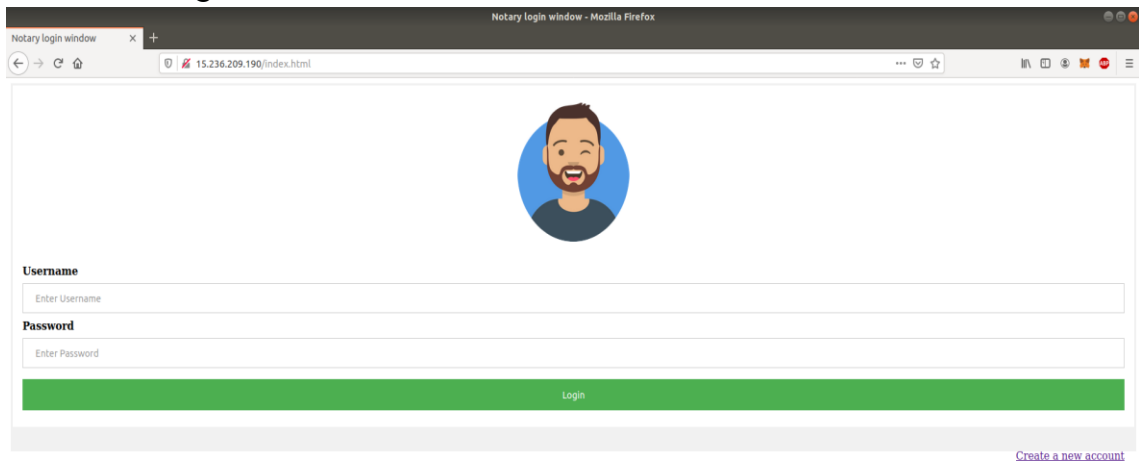 Notary login window - Mozilla Firefox
Notary login window
15.236.209.190/index.html
Username
Enter Username
Password
Enter Password
Login
Create a new account